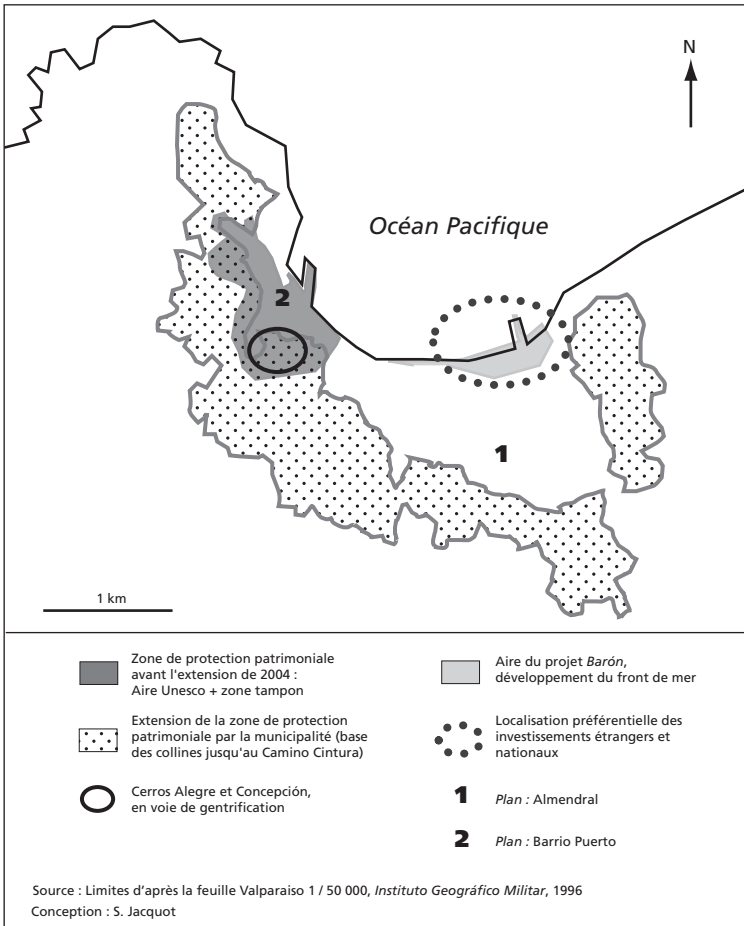 N
Océan Pacifique
2
1
1 km
Zone de protection patrimoniale
avant l'extension de 2004 :
Aire Unesco + zone tampon
Extension de la zone de protection
patrimoniale par la municipalité (base
des collines jusqu'au Camino Cintura)
Cerros Alegre et Concepción,
en voie de gentrification
Aire du projet Barón,
développement du front de mer
Localisation préférentielle des
investissements étrangers et
nationaux
1 Plan : Almendral
2 Plan : Barrio Puerto
Source : Limites d'après la feuille Valparaiso 1 / 50 000, Instituto Geográfico Militar, 1996
Conception : S. Jacquot